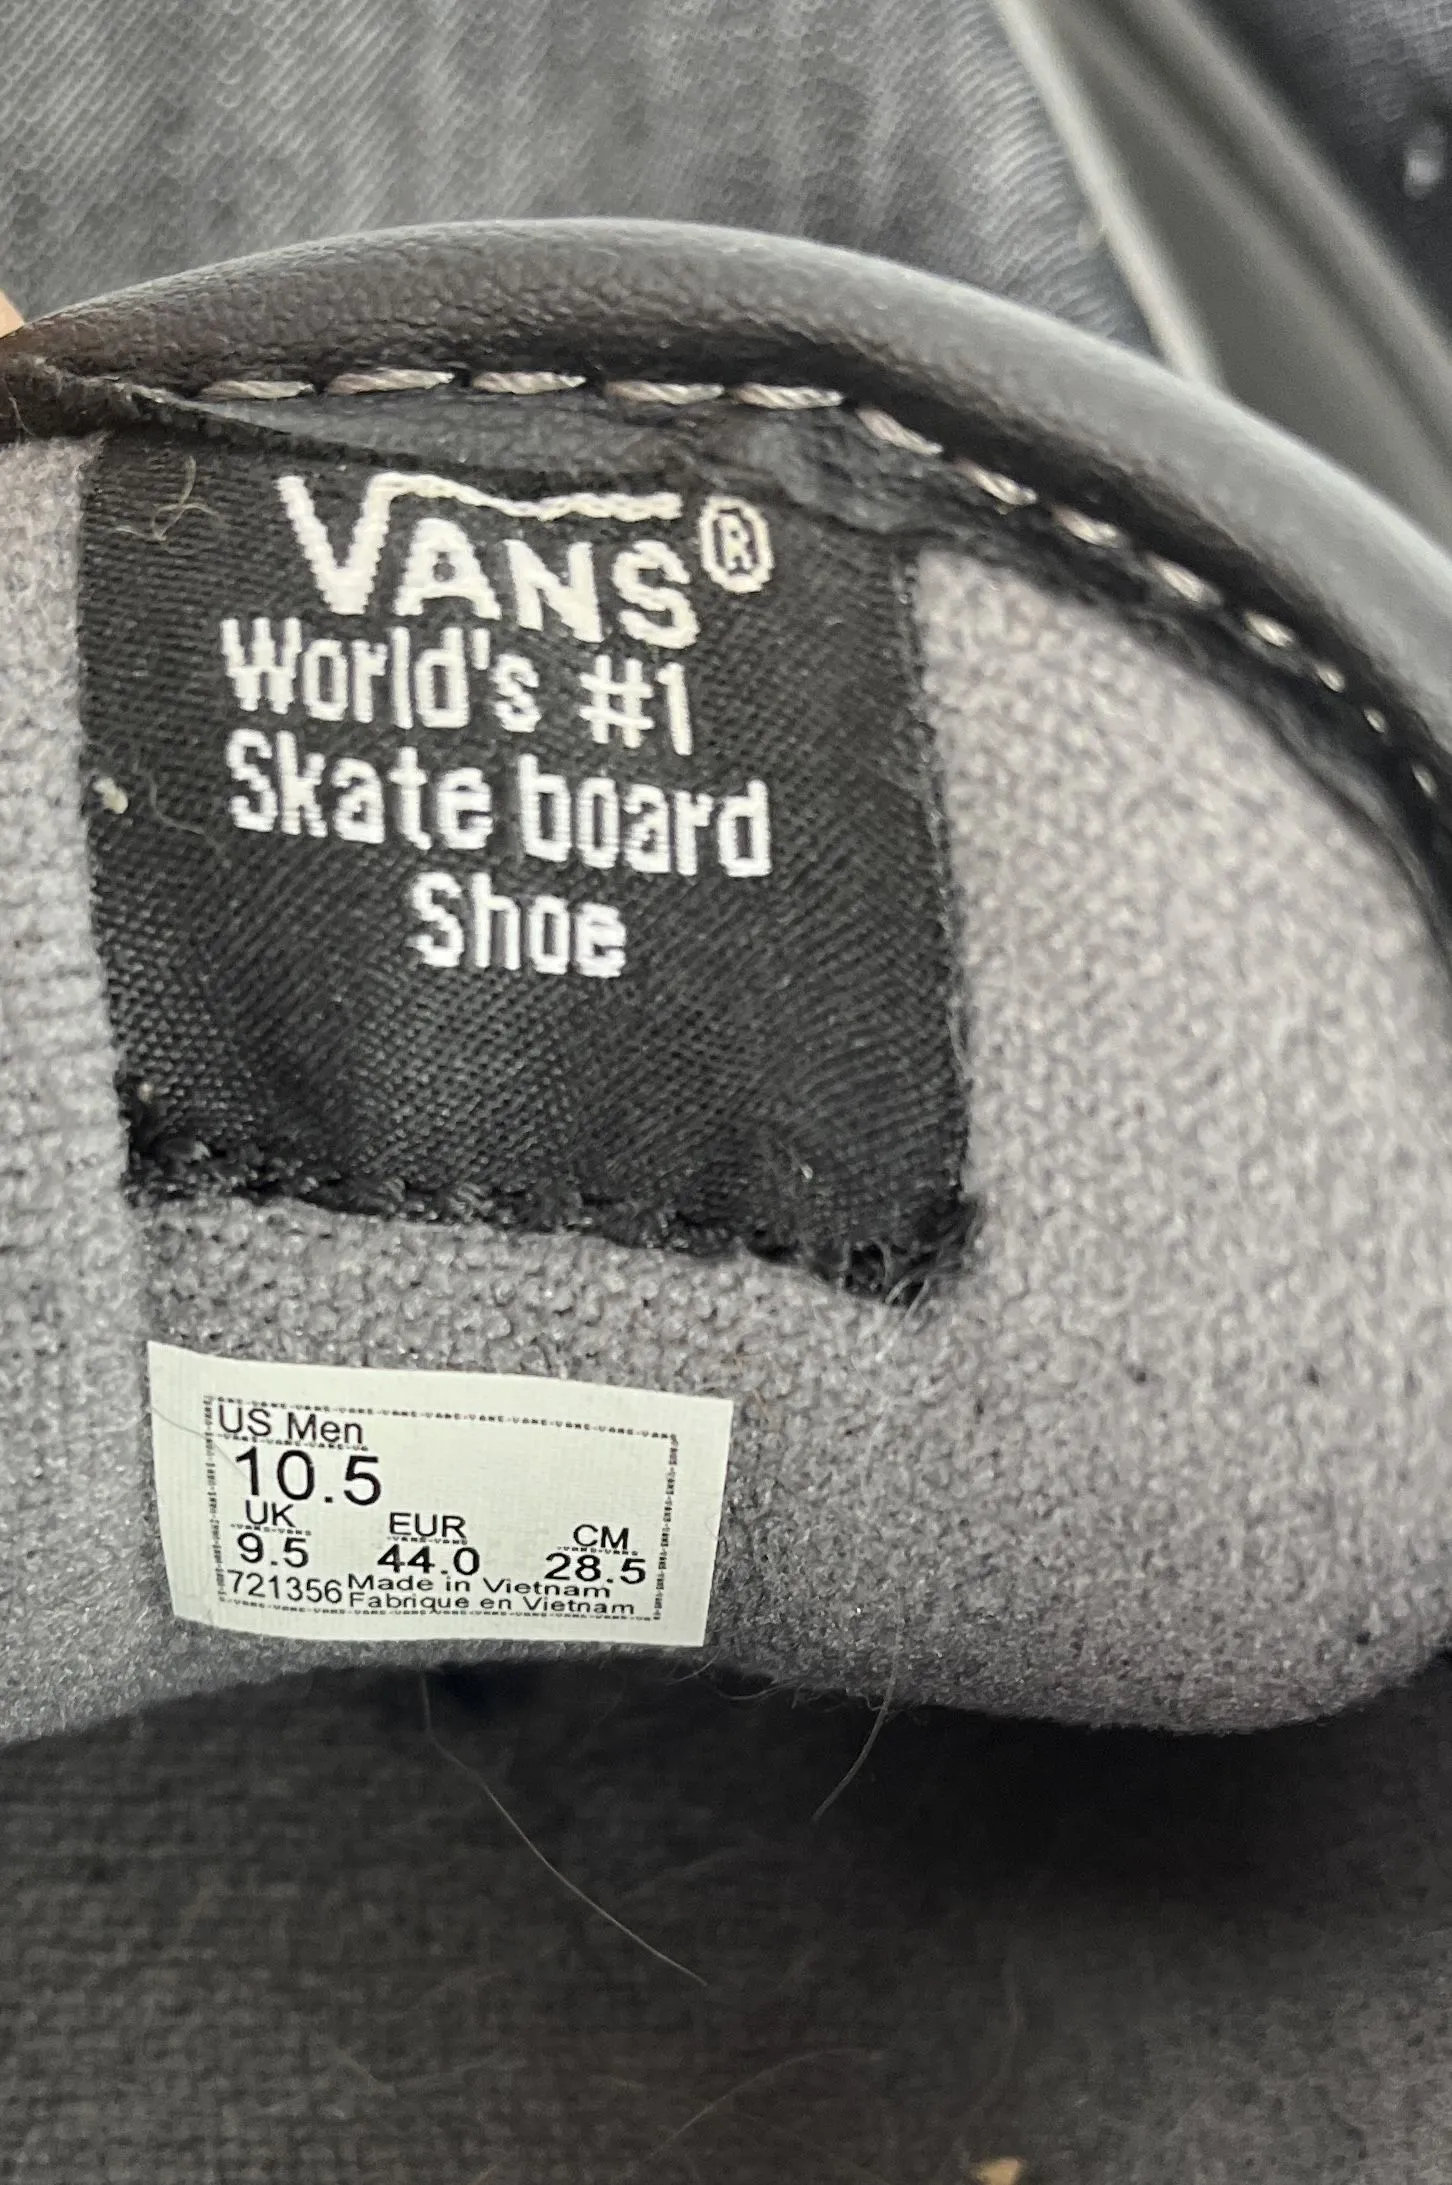 VANS®
World's #1
Skate board
Shoe
US Men
10.5
UK EUR CM
9.5 44.0 28.5
721356 Made in Vietnam
Fabrique en Vietnam